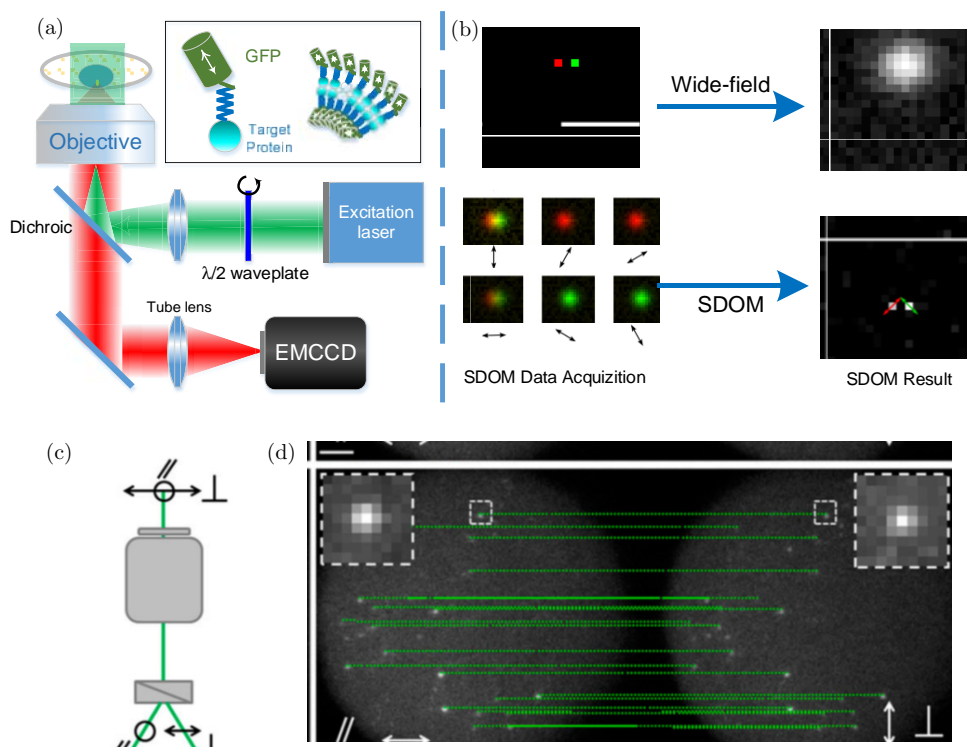 (a)
GFP
Target
Protein
Objective
Dichroic
Excitation
laser
λ/2 waveplate
Tube lens
EMCCD
(b)
Wide-field
SDOM
SDOM Data Acquizition
SDOM Result
(c)
//
⊥
//
⊥
(d)
//
⊥